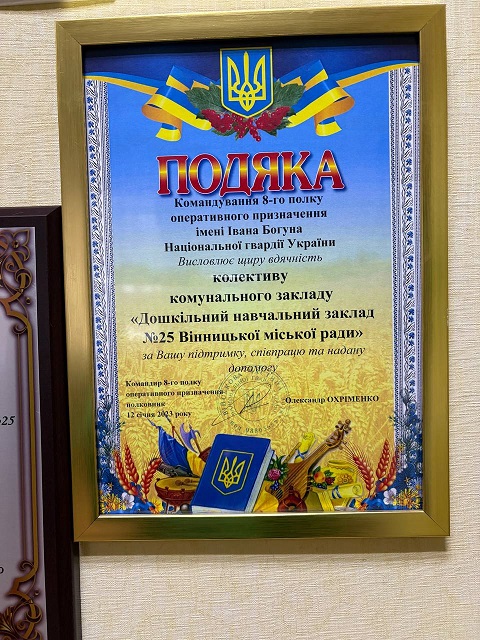 ПОДЯКА
Командування 8-го полку
оперативного призначення
імені Івана Богуна
Національної гвардії України
Висловлює щиру вдячність
колективу
комунального закладу
«Дошкільний навчальний заклад
№25 Вінницької міської ради»
за Вашу підтримку, співпрацю та надану
допомогу
Командир 8-го полку
оперативного призначення
полковник
12 січня 2023 року
Олександр ОХРІМЕНКО